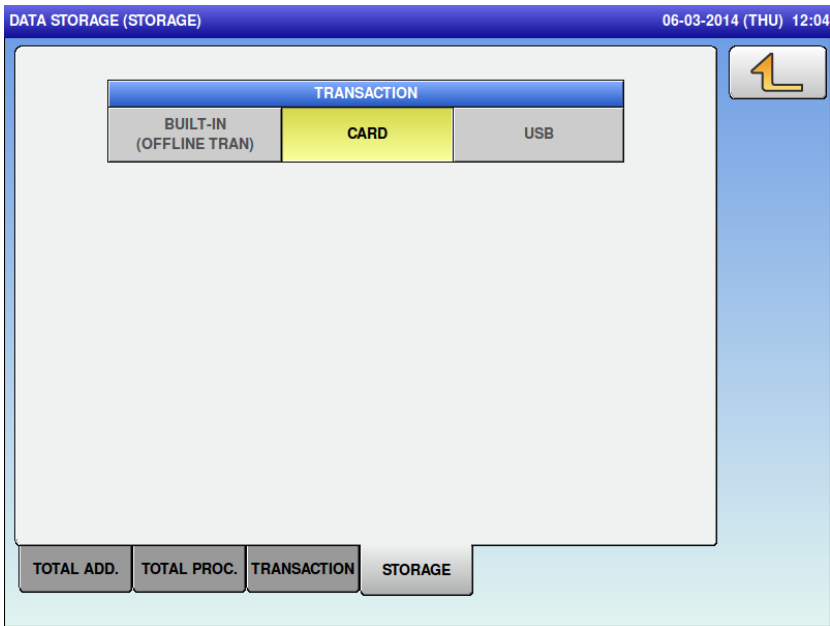 DATA STORAGE (STORAGE) 06-03-2014 (THU) 12:04
TRANSACTION
BUILT-IN
(OFFLINE TRAN)
CARD
USB
TOTAL ADD.
TOTAL PROC.
TRANSACTION
STORAGE